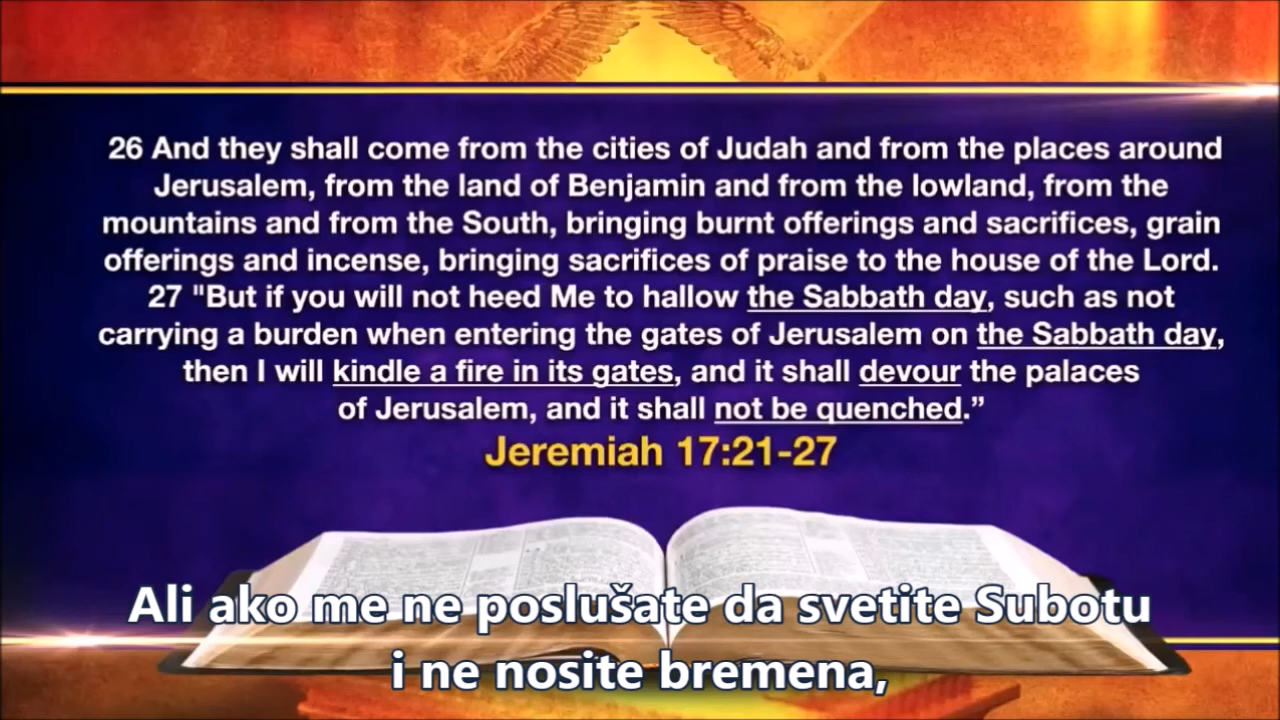 26 And they shall come from the cities of Judah and from the places around
Jerusalem, from the land of Benjamin and from the lowland, from the
mountains and from the South, bringing burnt offerings and sacrifices, grain
offerings and incense, bringing sacrifices of praise to the house of the Lord.
27 "But if you will not heed Me to hallow the Sabbath day, such as not
carrying a burden when entering the gates of Jerusalem on the Sabbath day,
then I will kindle a fire in its gates, and it shall devour the palaces
of Jerusalem, and it shall not be quenched.”
Jeremiah 17:21-27
Ali ako me ne poslušate da svetite Subotu
i ne nosite bremena,